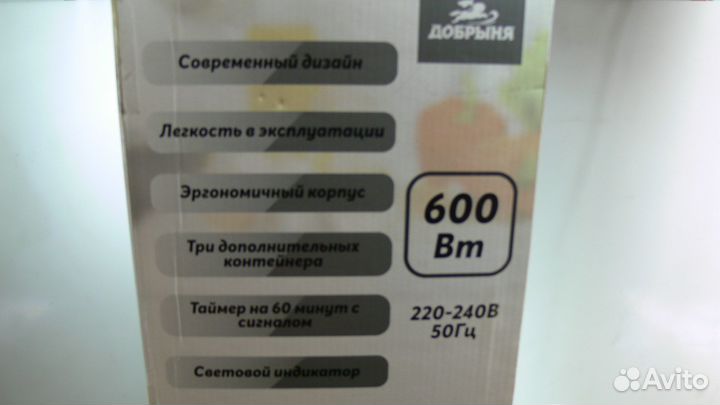 ДОБРЫНЯ
Современный дизайн
Легкость в эксплуатации
Эргономичный корпус
Три дополнительных
контейнера
Таймер на 60 минут с
сигналом
Световой индикатор
600
Вт
220-240В
50Гц
Avito